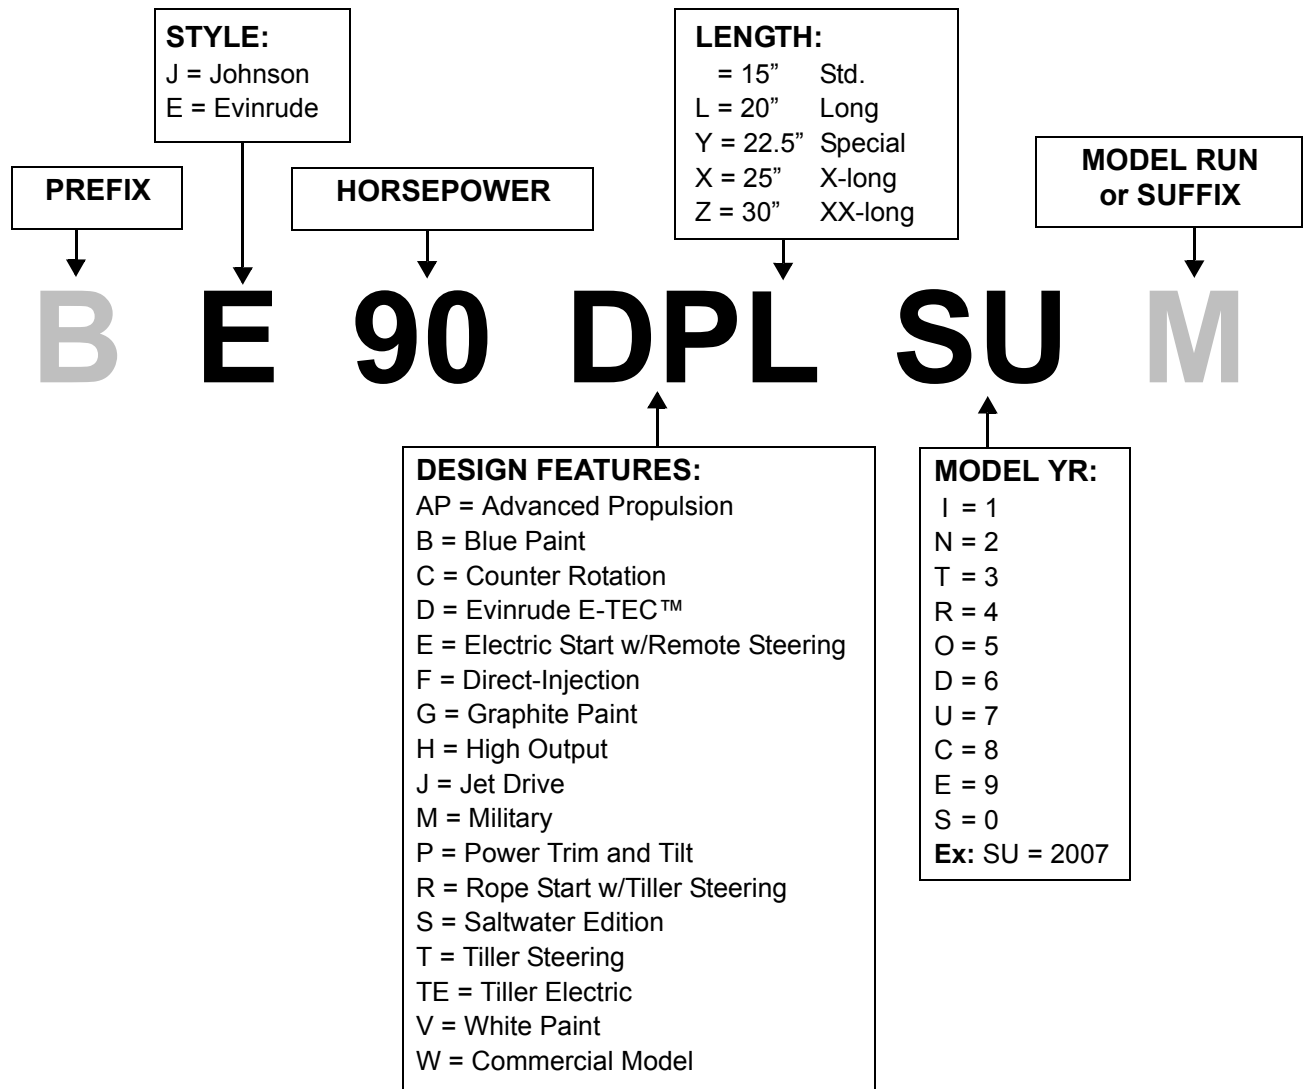 STYLE:
J = Johnson
E = Evinrude
LENGTH:
= 15” Std.
L = 20” Long
Y = 22.5” Special
X = 25” X-long
Z = 30” XX-long
PREFIX
HORSEPOWER
MODEL RUN
or SUFFIX
B E 90 DPL SU M
DESIGN FEATURES:
AP = Advanced Propulsion
B = Blue Paint
C = Counter Rotation
D = Evinrude E-TEC™
E = Electric Start w/Remote Steering
F = Direct-Injection
G = Graphite Paint
H = High Output
J = Jet Drive
M = Military
P = Power Trim and Tilt
R = Rope Start w/Tiller Steering
S = Saltwater Edition
T = Tiller Steering
TE = Tiller Electric
V = White Paint
W = Commercial Model
MODEL YR:
I = 1
N = 2
T = 3
R = 4
O = 5
D = 6
U = 7
C = 8
E = 9
S = 0
Ex: SU = 2007